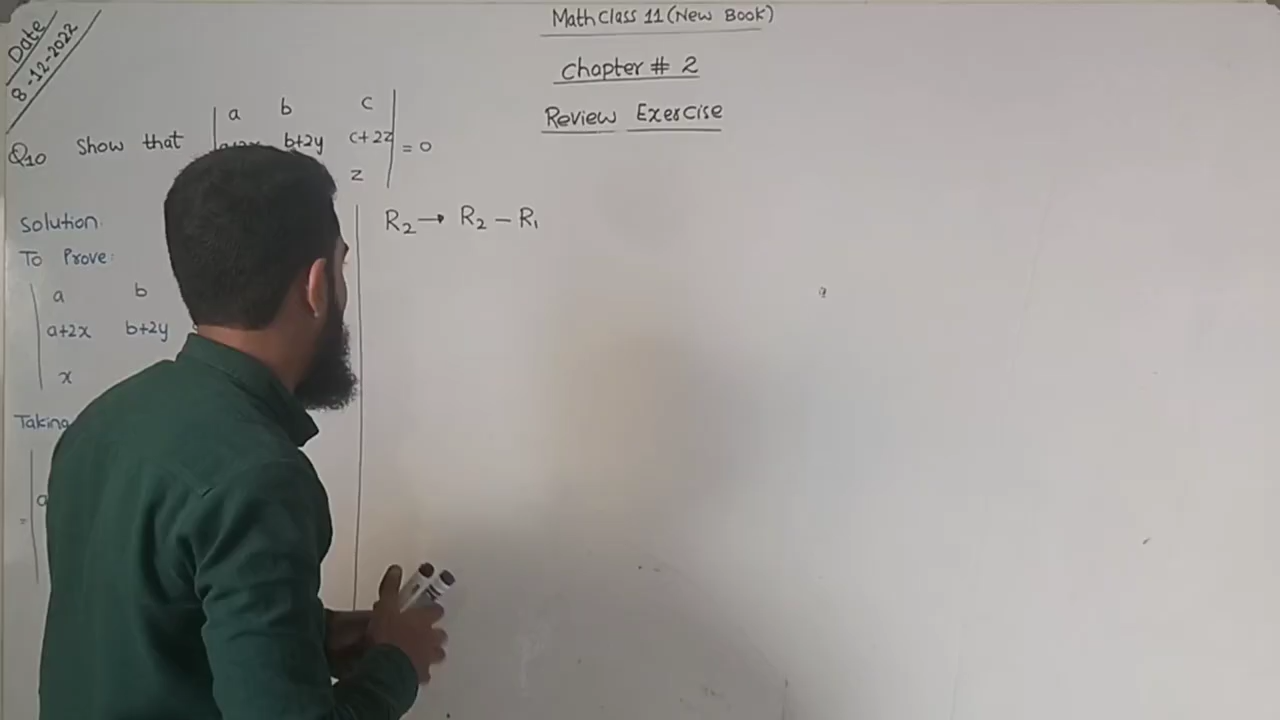 Date
8-12-2022
Math Class 11 (New Book)
Chapter # 2
Review Exercise
a b c
Q10 Show that a+2x b+2y c+2z = 0
z
Solution.
To Prove:
a b
a+2x b+2y
x
Taking
= a
R₂ → R₂ – R₁